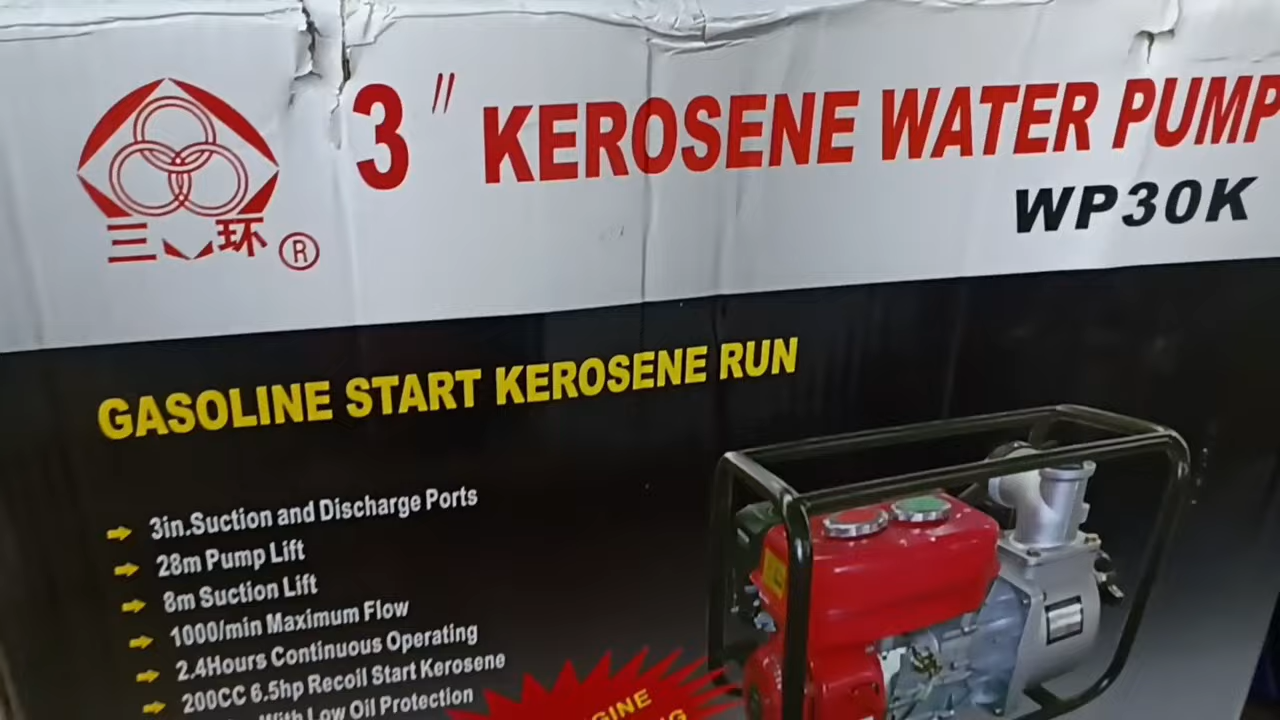 3" KEROSENE WATER PUMP
WP30K
三环®
GASOLINE START KEROSENE RUN
3in.Suction and Discharge Ports
28m Pump Lift
8m Suction Lift
1000/min Maximum Flow
2.4Hours Continuous Operating
200CC 6.5hp Recoil Start Kerosene
With Low Oil Protection